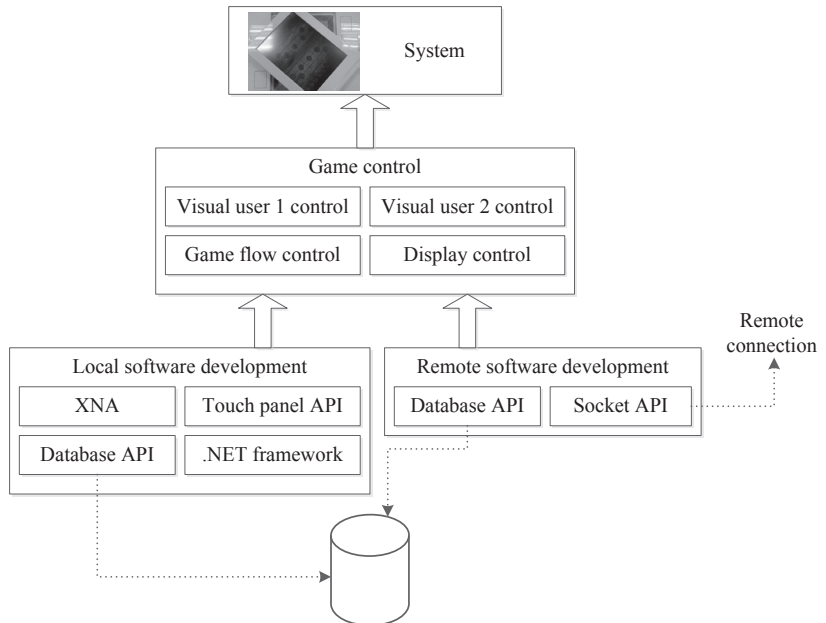 System
Game control
Visual user 1 control
Visual user 2 control
Game flow control
Display control
Local software development
XNA
Touch panel API
Database API
.NET framework
Remote software development
Database API
Socket API
Remote
connection